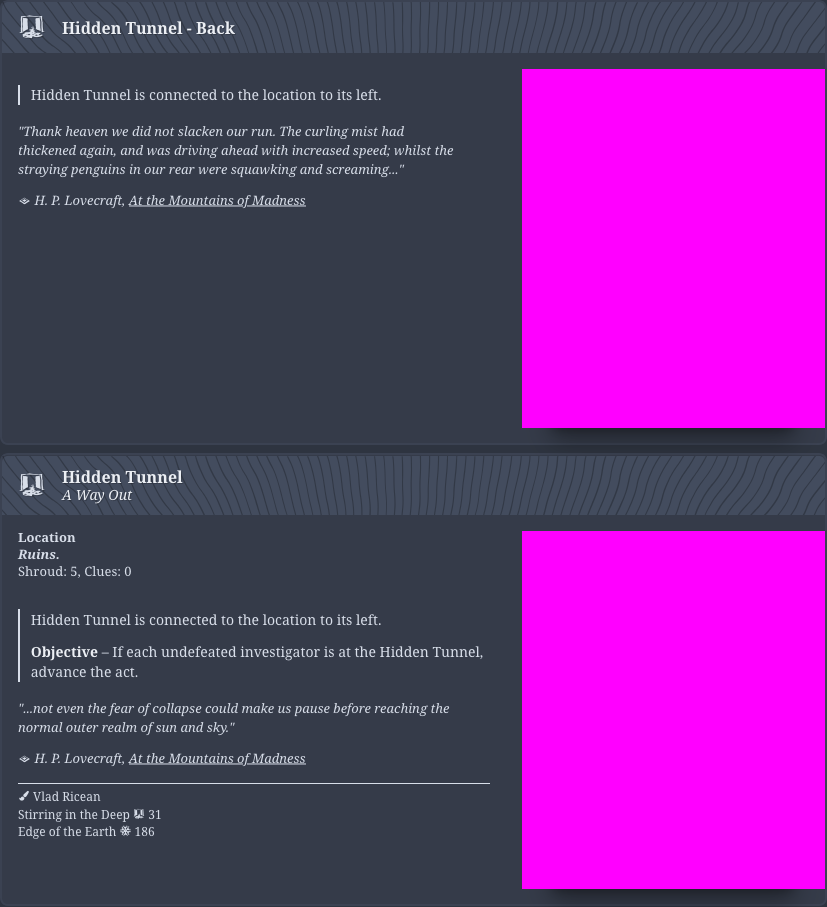 Hidden Tunnel - Back
Hidden Tunnel is connected to the location to its left.
"Thank heaven we did not slacken our run. The curling mist had
thickened again, and was driving ahead with increased speed; whilst the
straying penguins in our rear were squawking and screaming..."
H. P. Lovecraft, At the Mountains of Madness
Hidden Tunnel
A Way Out
Location
Ruins.
Shroud: 5, Clues: 0
Hidden Tunnel is connected to the location to its left.
Objective – If each undefeated investigator is at the Hidden Tunnel,
advance the act.
"...not even the fear of collapse could make us pause before reaching the
normal outer realm of sun and sky."
H. P. Lovecraft, At the Mountains of Madness
Vlad Ricean
Stirring in the Deep 31
Edge of the Earth 186